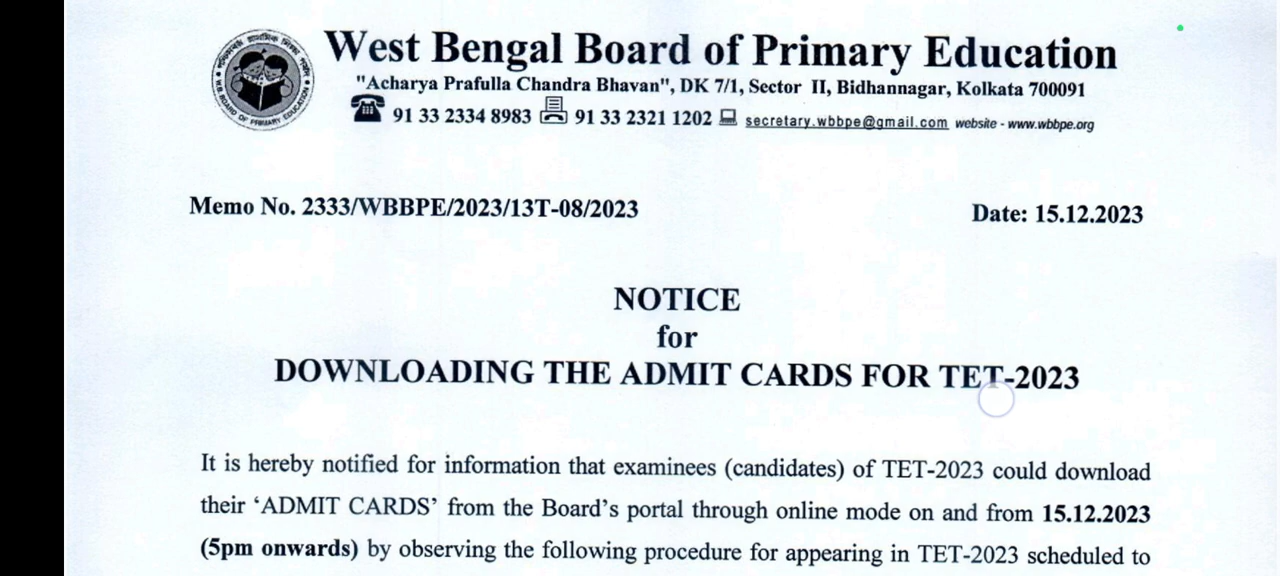 West Bengal Board of Primary Education
"Acharya Prafulla Chandra Bhavan", DK 7/1, Sector II, Bidhannagar, Kolkata 700091
91 33 2334 8983 91 33 2321 1202 secretary.wbbpe@gmail.com website - www.wbbpe.org
W.B. BOARD OF PRIMARY EDUCATION
Memo No. 2333/WBBPE/2023/13T-08/2023
Date: 15.12.2023
NOTICE
for
DOWNLOADING THE ADMIT CARDS FOR TET-2023
It is hereby notified for information that examinees (candidates) of TET-2023 could download
their ‘ADMIT CARDS’ from the Board’s portal through online mode on and from 15.12.2023
(5pm onwards) by observing the following procedure for appearing in TET-2023 scheduled to